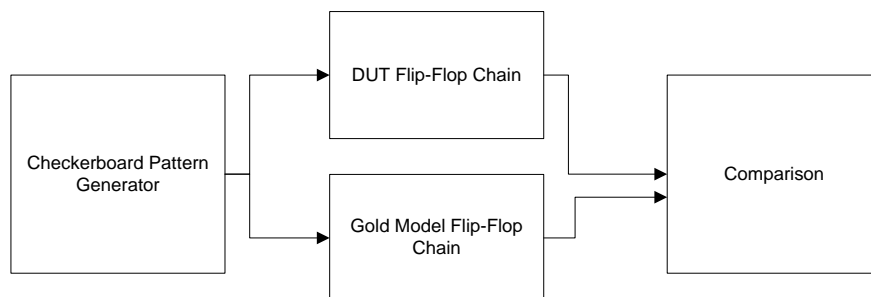 DUT Flip-Flop Chain
Checkerboard Pattern
Generator
Comparison
Gold Model Flip-Flop
Chain